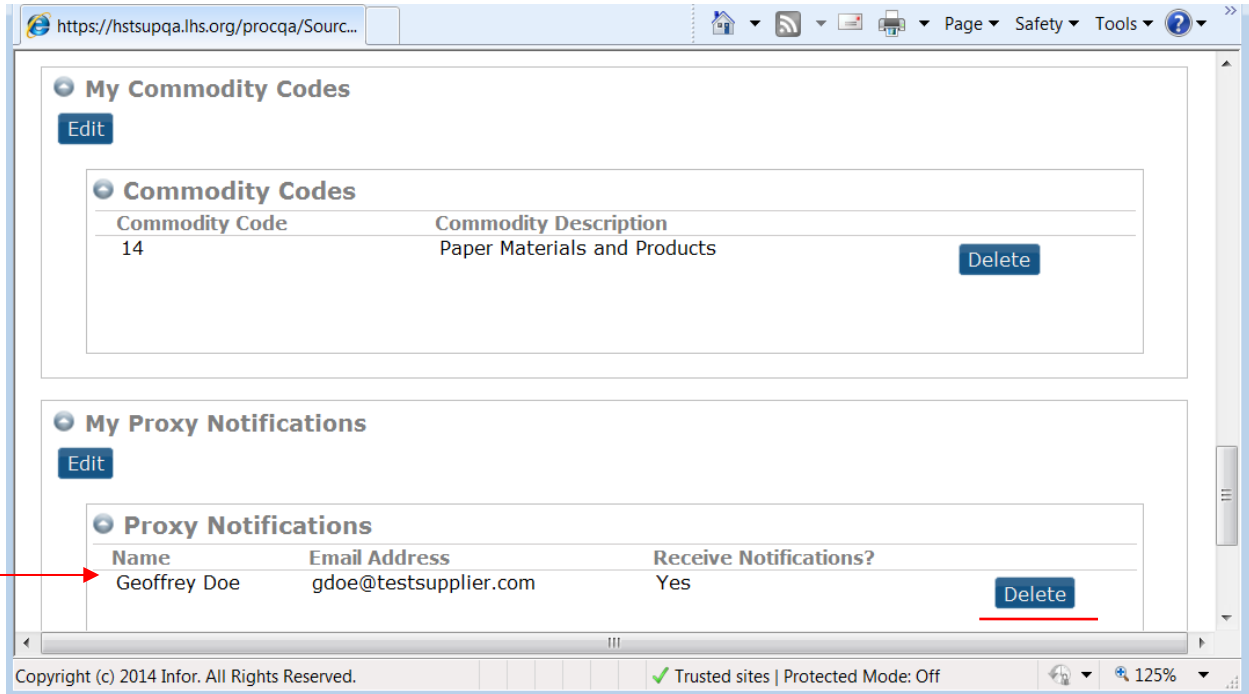 https://hstsupqa.lhs.org/procqa/Sourc... Page Safety Tools
My Commodity Codes
Edit
Commodity Codes
Commodity Code Commodity Description
14 Paper Materials and Products Delete
My Proxy Notifications
Edit
Proxy Notifications
Name Email Address Receive Notifications?
Geoffrey Doe gdoe@testsupplier.com Yes Delete
Copyright (c) 2014 Infor. All Rights Reserved. Trusted sites | Protected Mode: Off 125%